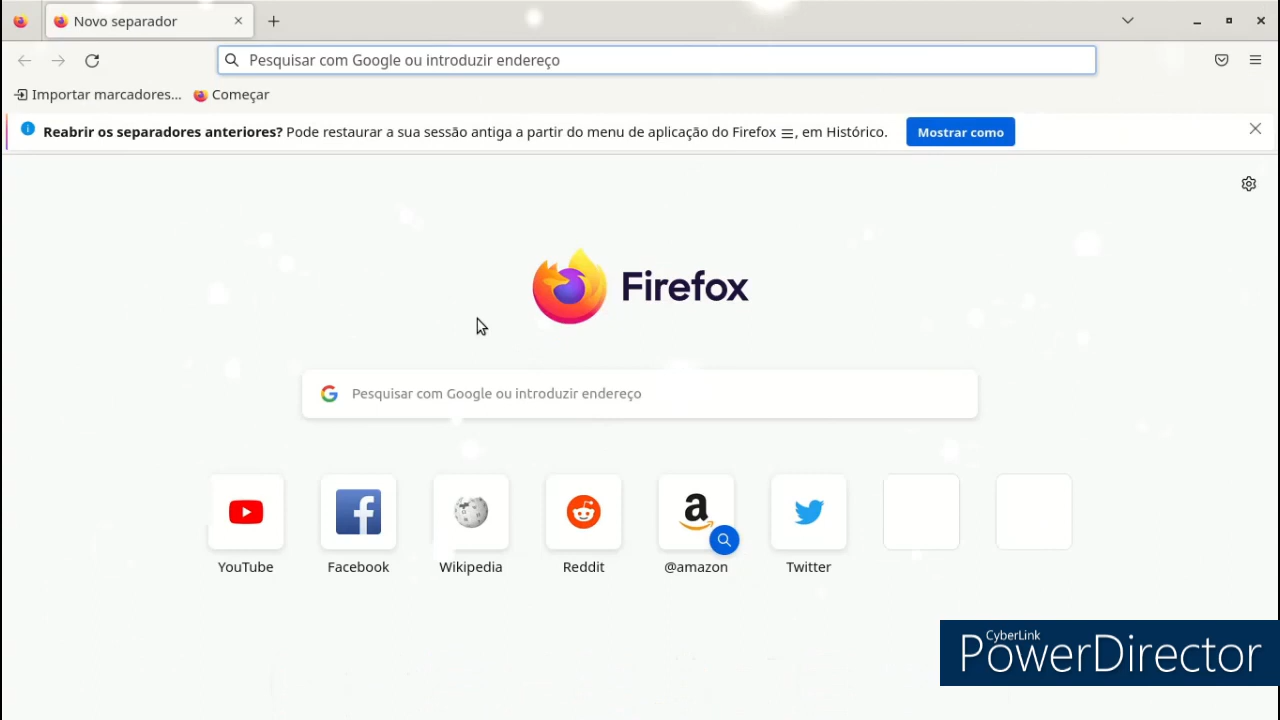 Novo separador
Pesquisar com Google ou introduzir endereço
Importar marcadores... Começar
Reabrir os separadores anteriores? Pode restaurar a sua sessão antiga a partir do menu de aplicação do Firefox ≡, em Histórico. Mostrar como
Firefox
Pesquisar com Google ou introduzir endereço
YouTube Facebook Wikipedia Reddit @amazon Twitter
CyberLink
PowerDirector